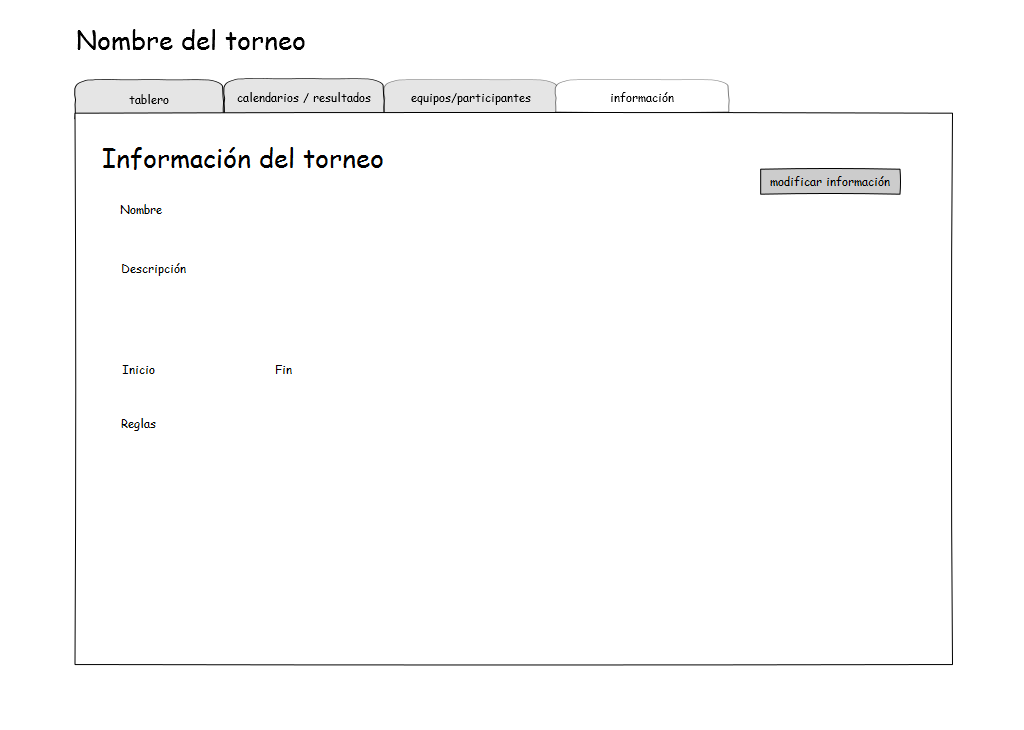 Nombre del torneo
tablero
calendarios / resultados
equipos/participantes
información
Información del torneo
modificar información
Nombre
Descripción
Inicio
Fin
Reglas